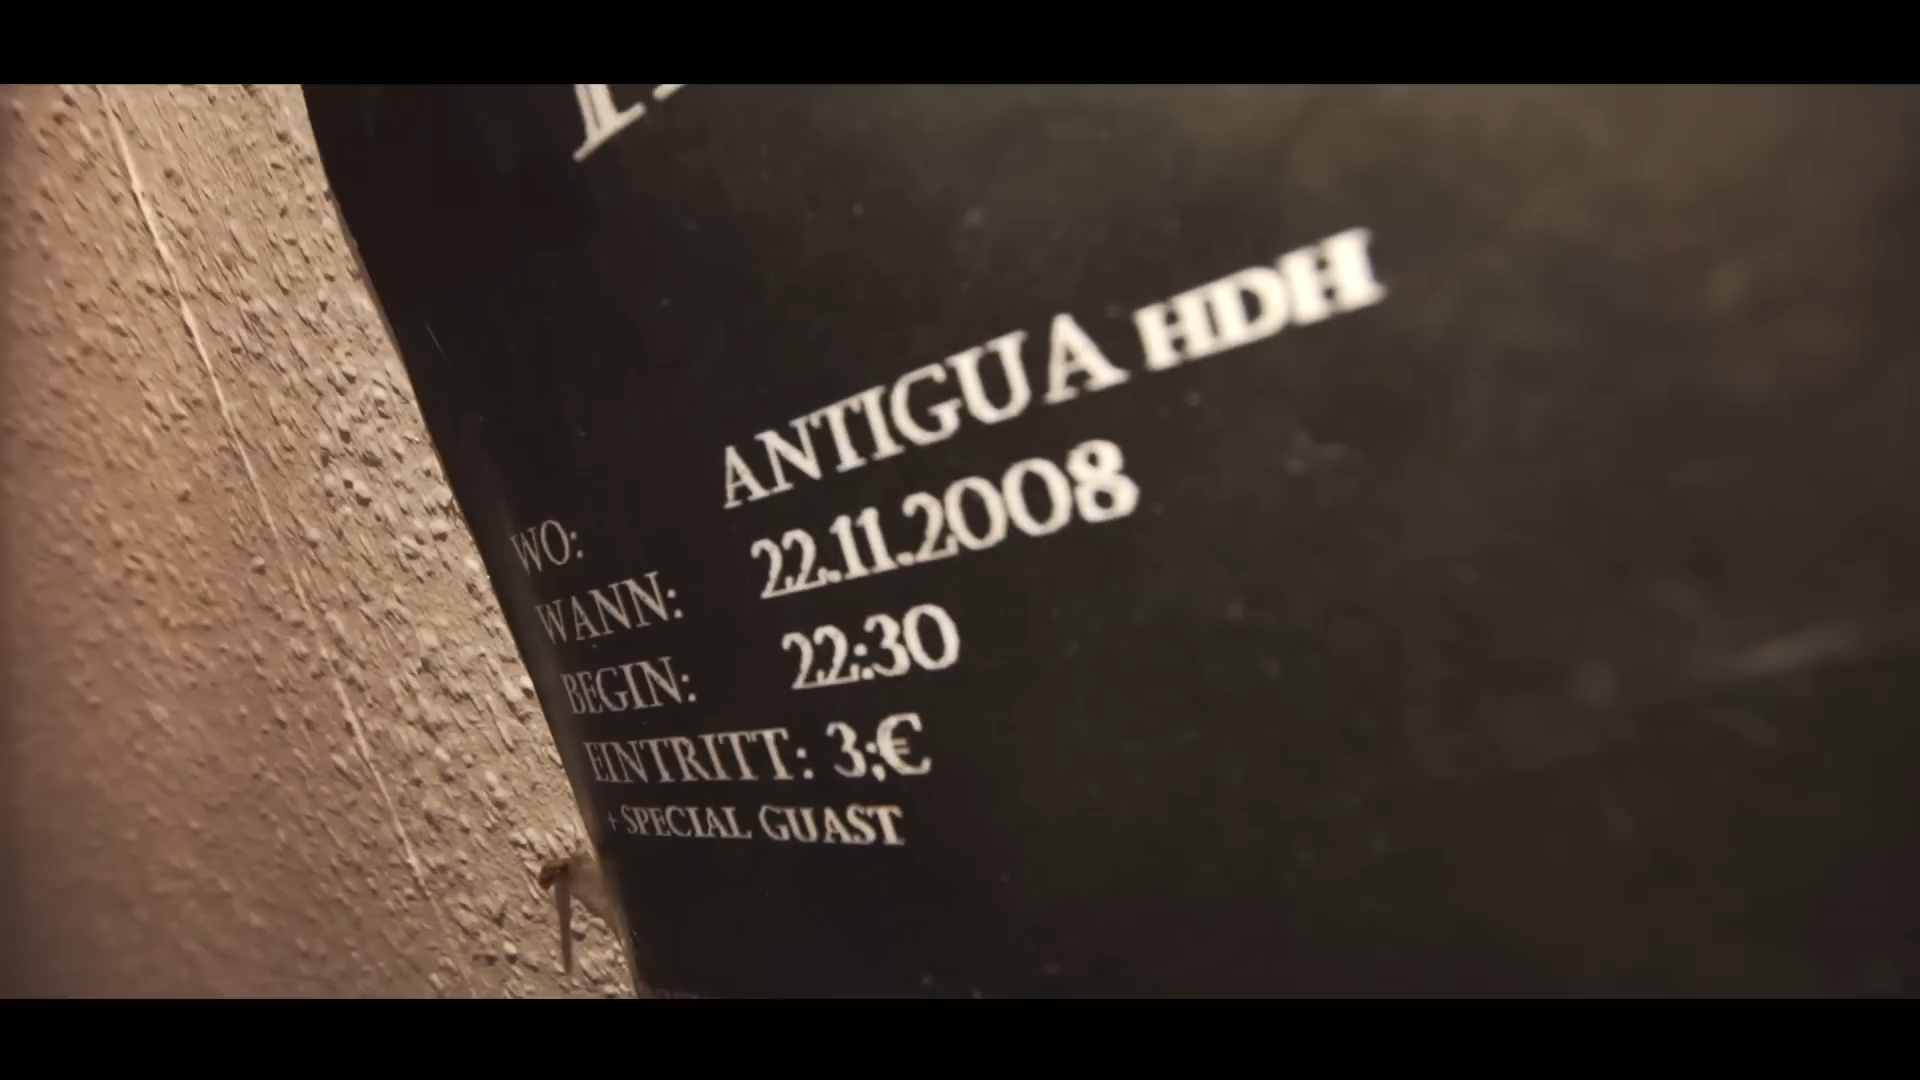 WO: ANTIGUA HDH
WANN: 22.11.2008
BEGIN: 22:30
EINTRITT: 3;€
+ SPECIAL GUAST